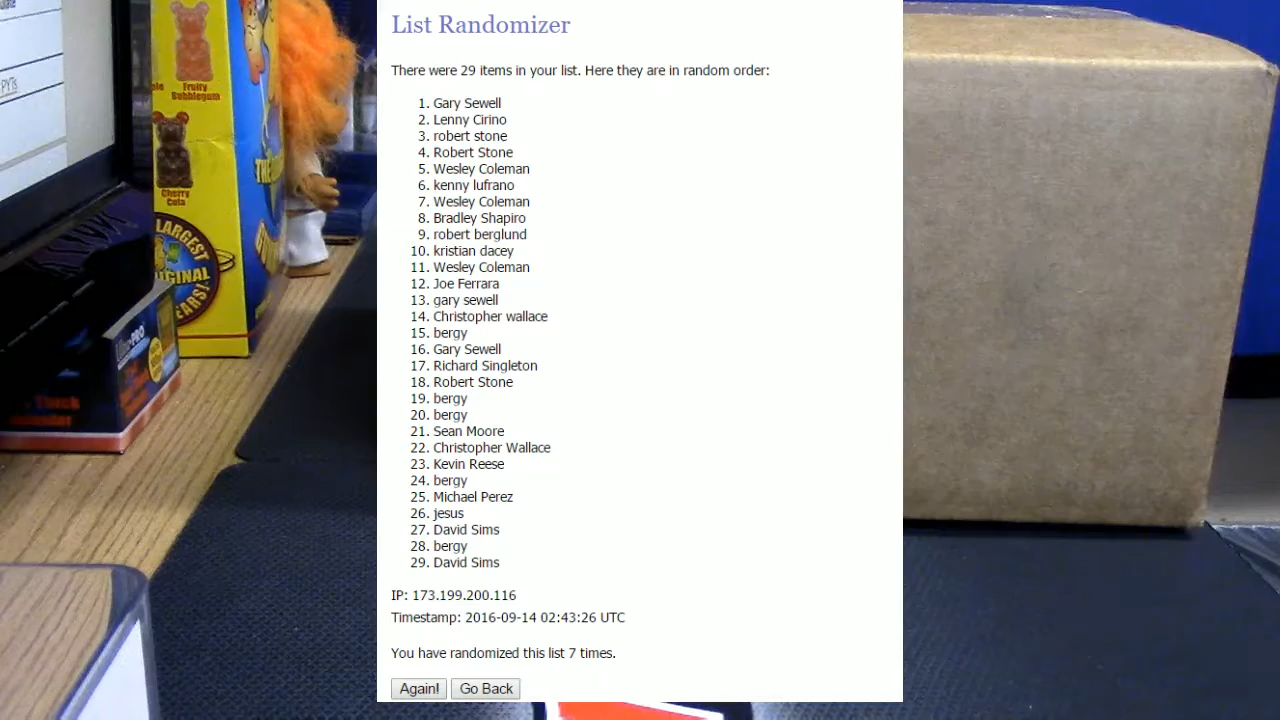 List Randomizer
There were 29 items in your list. Here they are in random order:
1. Gary Sewell
2. Lenny Cirino
3. robert stone
4. Robert Stone
5. Wesley Coleman
6. kenny lufrano
7. Wesley Coleman
8. Bradley Shapiro
9. robert berglund
10. kristian dacey
11. Wesley Coleman
12. Joe Ferrara
13. gary sewell
14. Christopher wallace
15. bergy
16. Gary Sewell
17. Richard Singleton
18. Robert Stone
19. bergy
20. bergy
21. Sean Moore
22. Christopher Wallace
23. Kevin Reese
24. bergy
25. Michael Perez
26. jesus
27. David Sims
28. bergy
29. David Sims
IP: 173.199.200.116
Timestamp: 2016-09-14 02:43:26 UTC
You have randomized this list 7 times.
Again! Go Back
PYTs
Fruity
Bubblegum
Cherry
Cola
LARGEST
THE